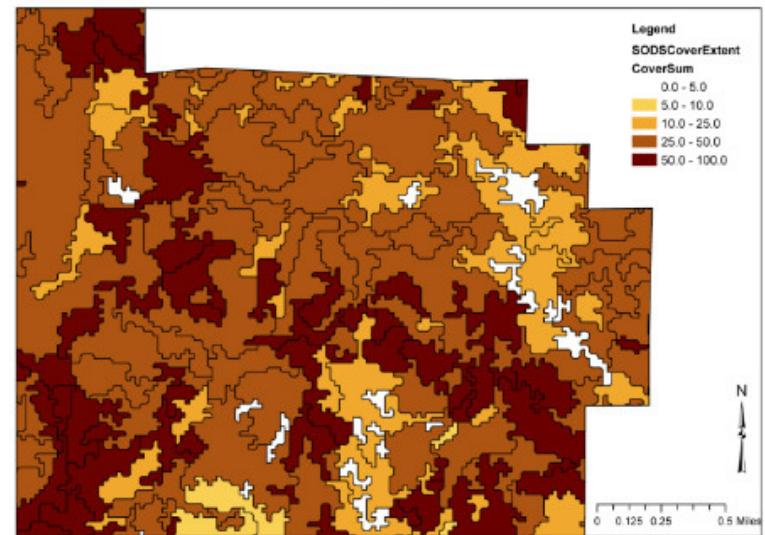 Legend
SODSCoverExtent
CoverSum
0.0 - 5.0
5.0 - 10.0
10.0 - 25.0
25.0 - 50.0
50.0 - 100.0
N
0 0.125 0.25 0.5 Miles